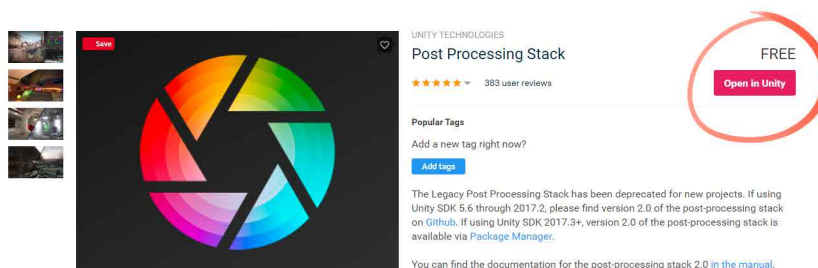 Save
UNITY TECHNOLOGIES
Post Processing Stack
FREE
383 user reviews
Open in Unity
Popular Tags
Add a new tag right now?
Add tags
The Legacy Post Processing Stack has been deprecated for new projects. If using
Unity SDK 5.6 through 2017.2, please find version 2.0 of the post-processing stack
on Github. If using Unity SDK 2017.3+, version 2.0 of the post-processing stack is
available via Package Manager.
You can find the documentation for the post-processing stack 2.0 in the manual.